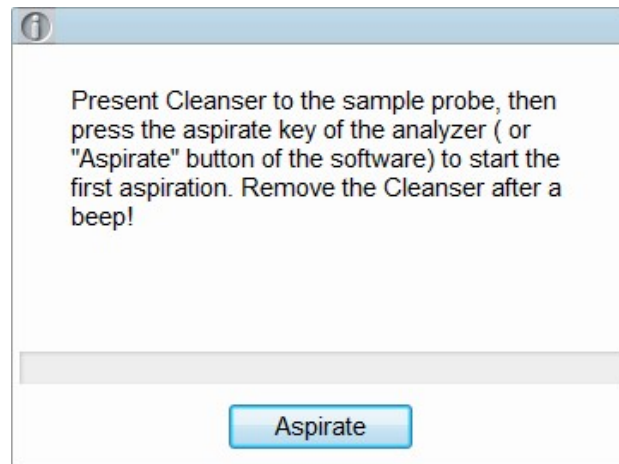 Present Cleanser to the sample probe, then
press the aspirate key of the analyzer ( or
"Aspirate" button of the software) to start the
first aspiration. Remove the Cleanser after a
beep!
Aspirate